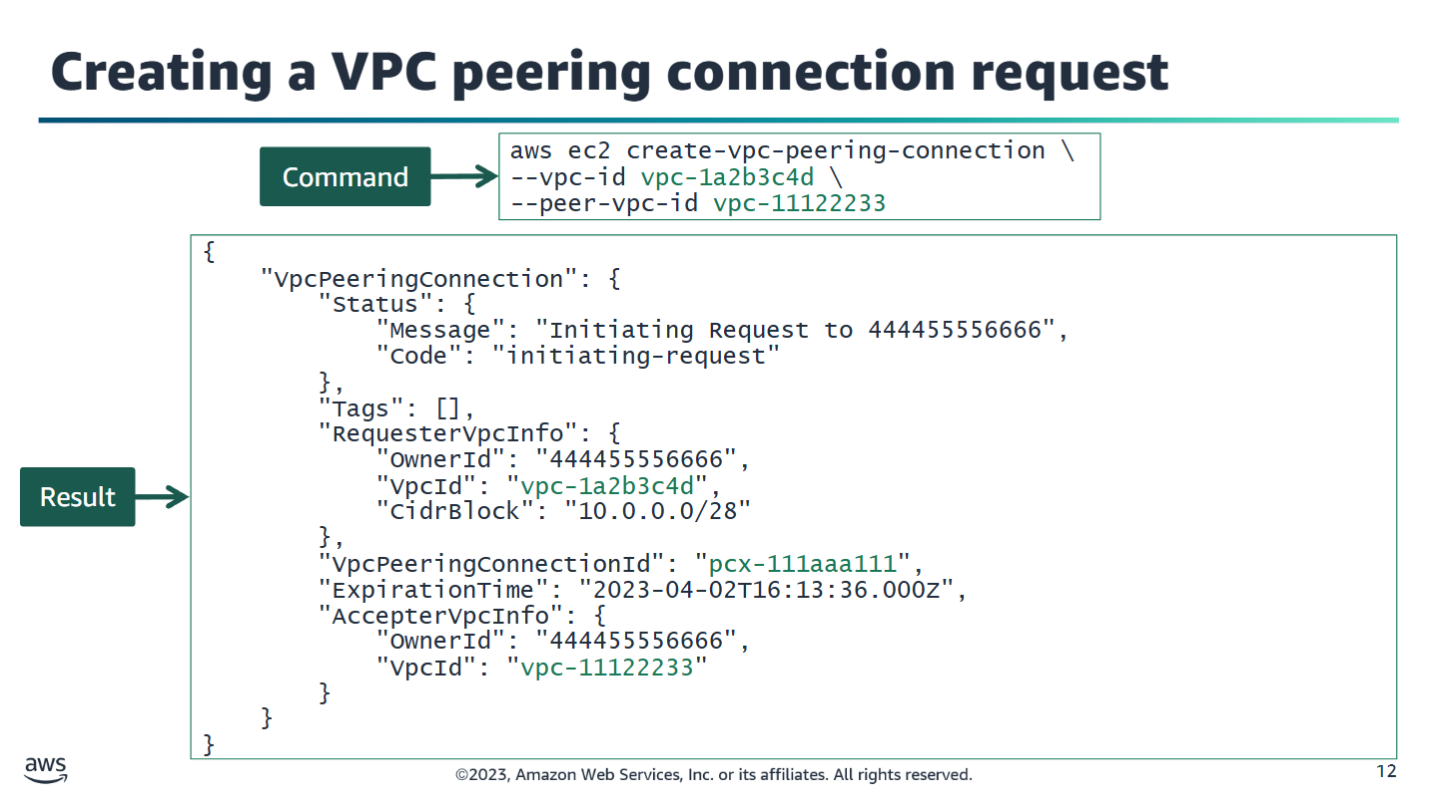 Creating a VPC peering connection request
Command
aws ec2 create-vpc-peering-connection \
--vpc-id vpc-1a2b3c4d \
--peer-vpc-id vpc-11122233
Result
{
    "VpcPeeringConnection": {
        "Status": {
            "Message": "Initiating Request to 444455556666",
            "Code": "initiating-request"
        },
        "Tags": [],
        "RequesterVpcInfo": {
            "OwnerId": "444455556666",
            "VpcId": "vpc-1a2b3c4d",
            "CidrBlock": "10.0.0.0/28"
        },
        "VpcPeeringConnectionId": "pcx-111aaa111",
        "ExpirationTime": "2023-04-02T16:13:36.000Z",
        "AccepterVpcInfo": {
            "OwnerId": "444455556666",
            "VpcId": "vpc-11122233"
        }
    }
}
aws
©2023, Amazon Web Services, Inc. or its affiliates. All rights reserved.
12